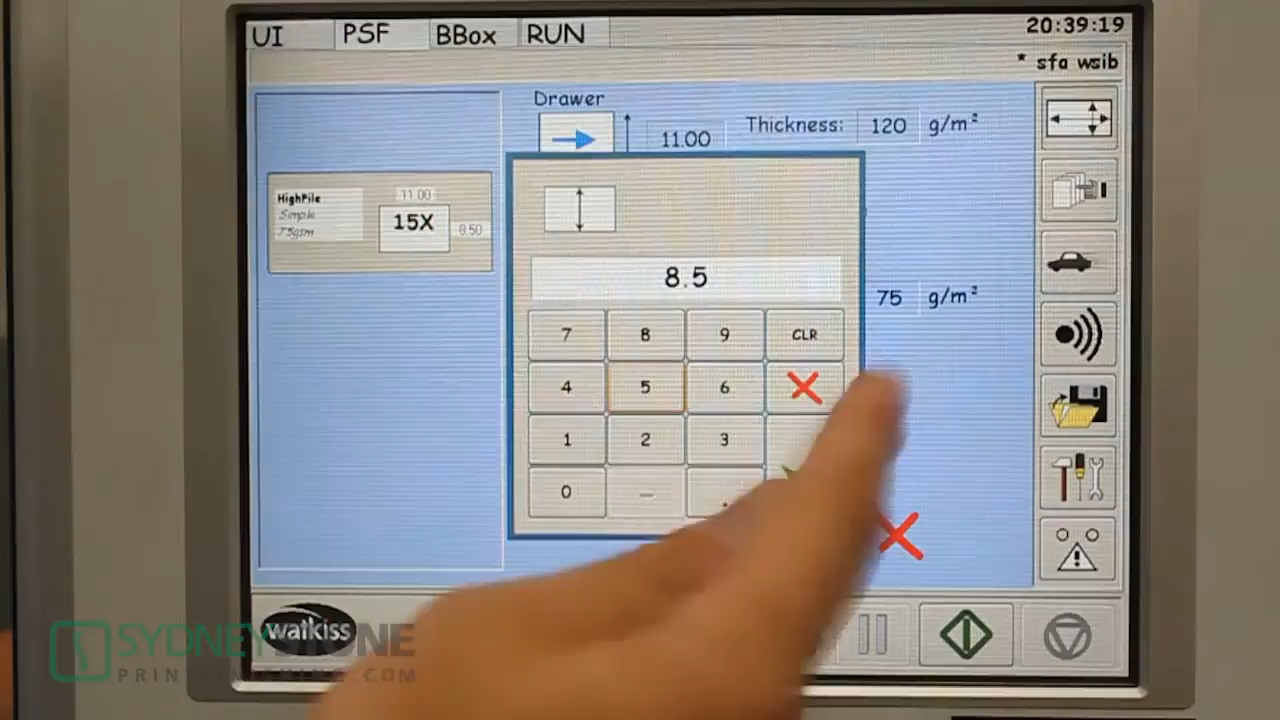 UI PSF BBox RUN 20:39:19
* sfa wsib
Drawer
11.00 Thickness: 120 g/m²
HighPile
Simple
75gsm
11.00
15X
8.50
8.5
75 g/m²
7 8 9 CLR
4 5 6
1 2 3
0 - .
watkiss
SYDNEYSTONE
PRINTFINISHING.COM